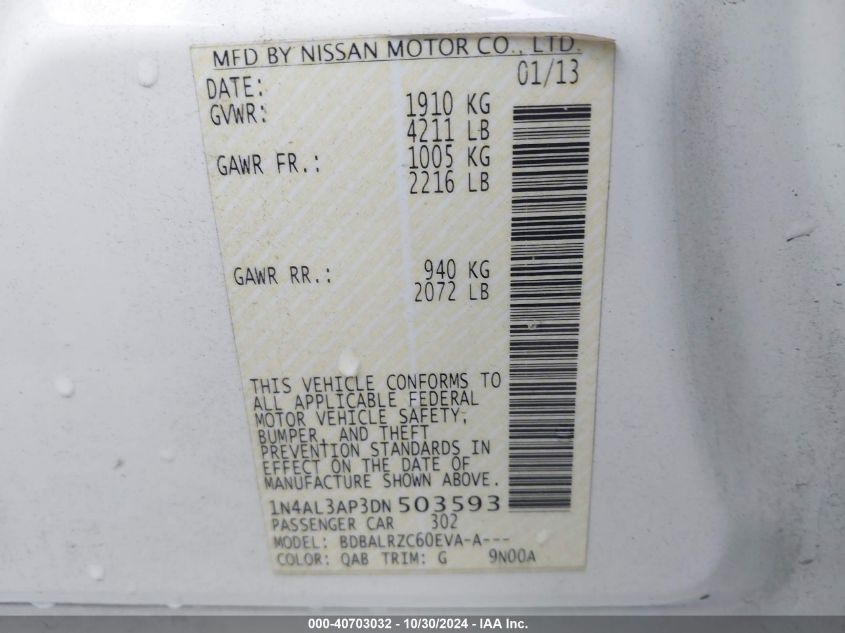 MFD BY NISSAN MOTOR CO., LTD.
DATE: 01/13
GVWR: 1910 KG
4211 LB
GAWR FR.: 1005 KG
2216 LB
GAWR RR.: 940 KG
2072 LB
THIS VEHICLE CONFORMS TO
ALL APPLICABLE FEDERAL
MOTOR VEHICLE SAFETY,
BUMPER, AND THEFT
PREVENTION STANDARDS IN
EFFECT ON THE DATE OF
MANUFACTURE SHOWN ABOVE.
1N4AL3AP3DN503593
PASSENGER CAR 302
MODEL: BDBALRZC60EVA-A---
COLOR: QAB TRIM: G 9N00A
000-40703032 - 10/30/2024 - IAA Inc.